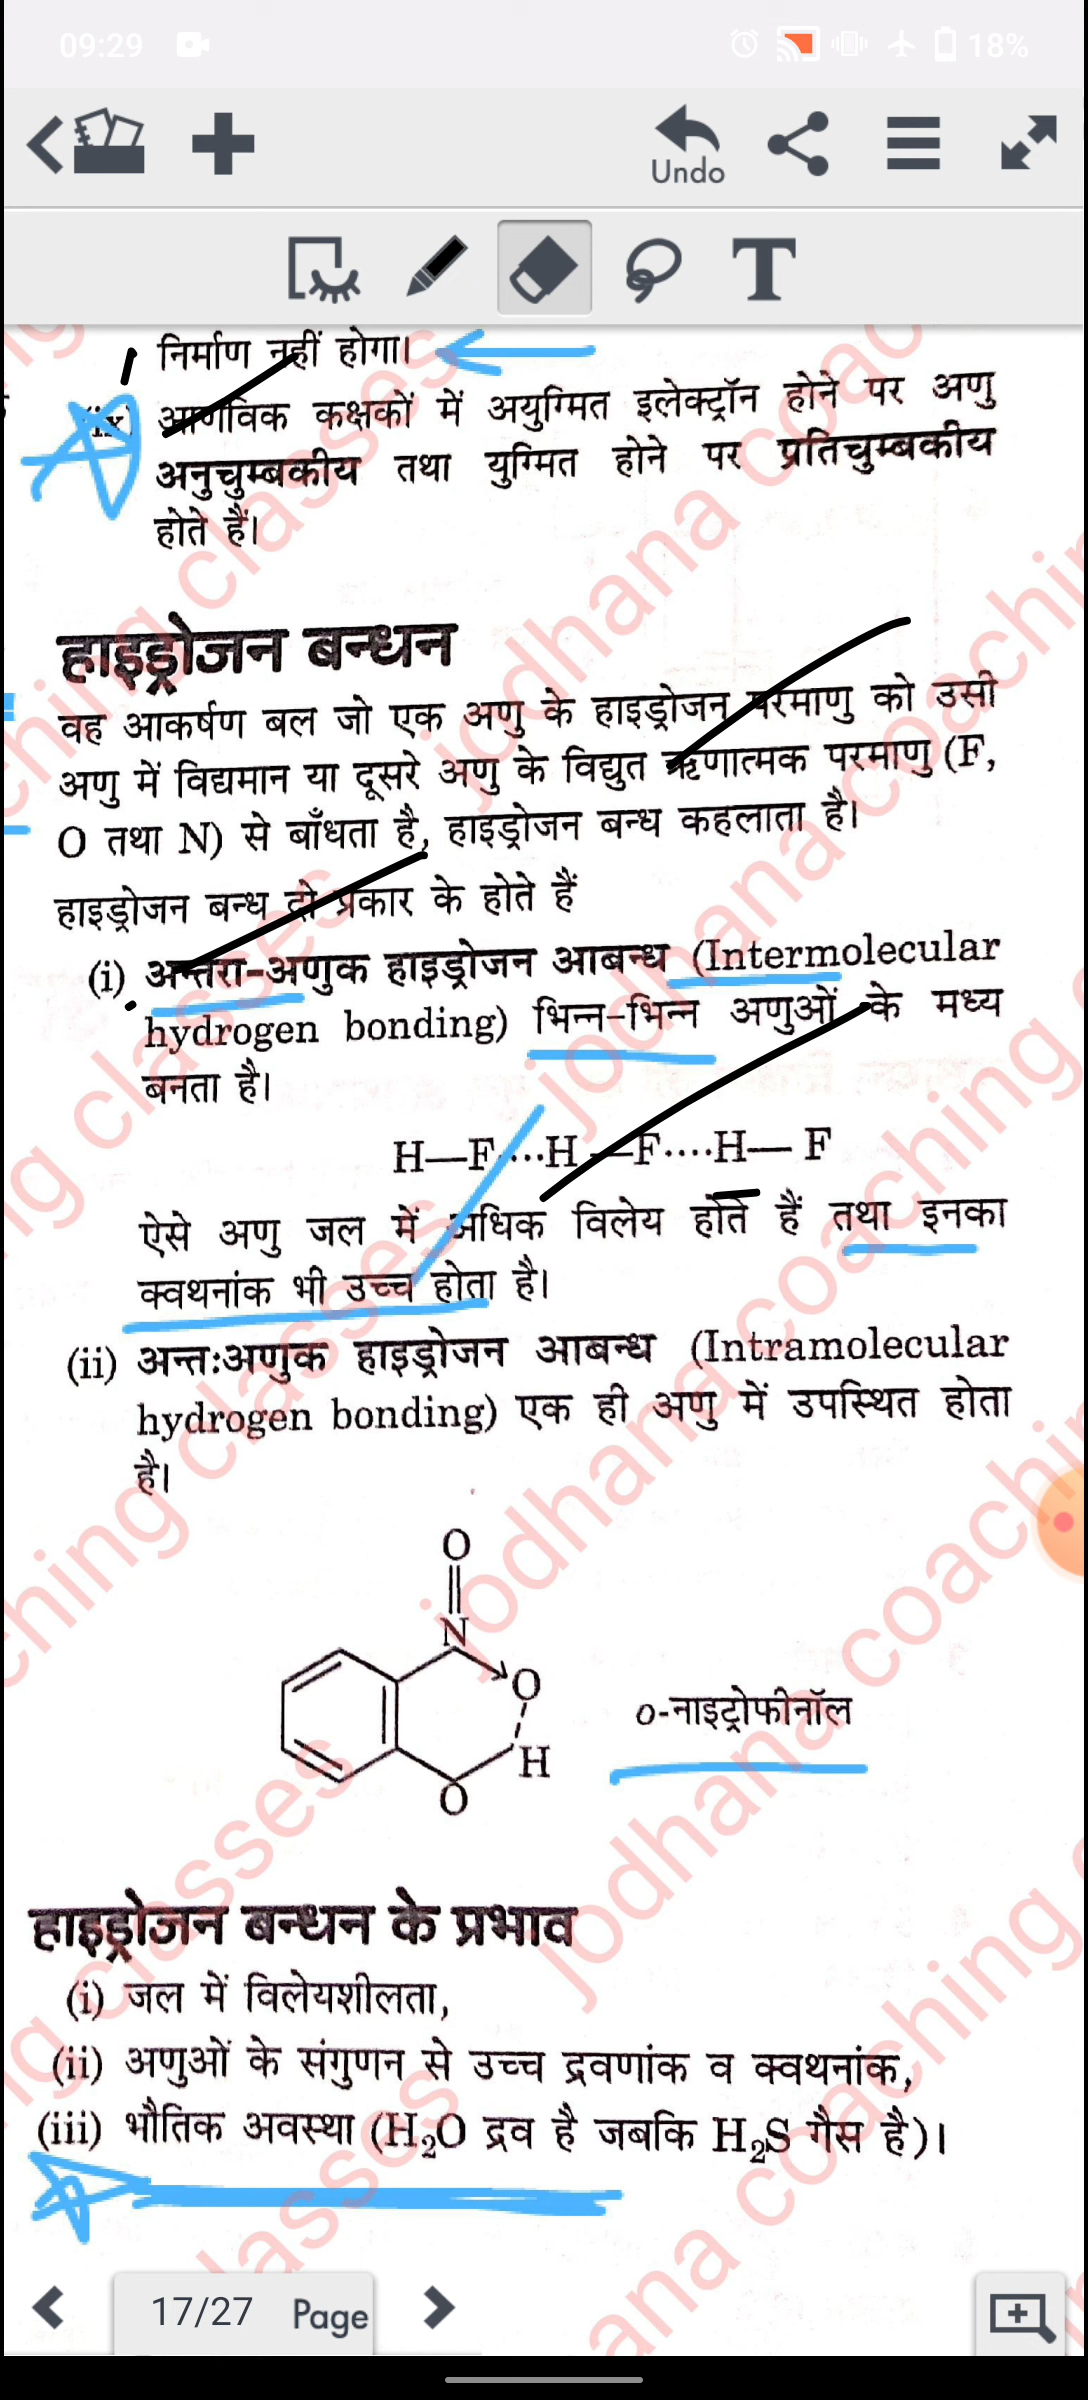 09:29
18%
Undo
T
निर्माण नहीं होगा।
(ix) आण्विक कक्षकों में अयुग्मित इलेक्ट्रॉन होने पर अणु
अनुचुम्बकीय तथा युग्मित होने पर प्रतिचुम्बकीय
होते हैं।
हाइड्रोजन बन्धन
वह आकर्षण बल जो एक अणु के हाइड्रोजन परमाणु को उसी
अणु में विद्यमान या दूसरे अणु के विद्युत ऋणात्मक परमाणु (F,
O तथा N) से बाँधता है, हाइड्रोजन बन्ध कहलाता है।
हाइड्रोजन बन्ध दो प्रकार के होते हैं
(i) अन्तरा-अणुक हाइड्रोजन आबन्ध (Intermolecular
hydrogen bonding) भिन्न-भिन्न अणुओं के मध्य
बनता है।
H—F····H—F····H—F
ऐसे अणु जल में अधिक विलेय होते हैं तथा इनका
क्वथनांक भी उच्च होता है।
(ii) अन्तःअणुक हाइड्रोजन आबन्ध (Intramolecular
hydrogen bonding) एक ही अणु में उपस्थित होता
है।
O
N
O
o-नाइट्रोफीनॉल
H
O
हाइड्रोजन बन्धन के प्रभाव
(i) जल में विलेयशीलता,
(ii) अणुओं के संगुणन से उच्च द्रवणांक व क्वथनांक,
(iii) भौतिक अवस्था (H₂O द्रव है जबकि H₂S गैस है)।
17/27 Page
jodhana coaching classes